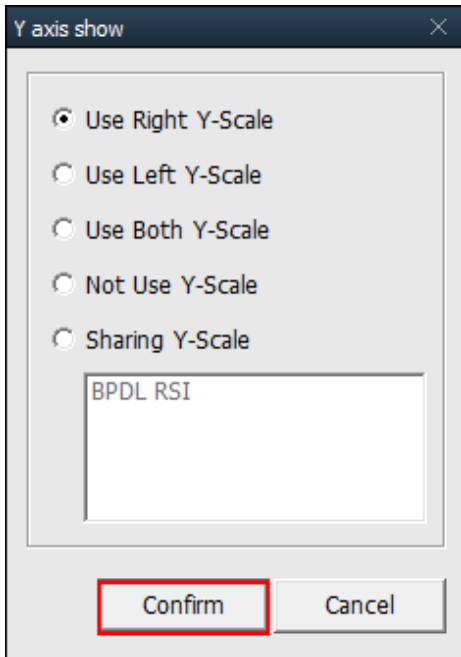 Y axis show
Use Right Y-Scale
Use Left Y-Scale
Use Both Y-Scale
Not Use Y-Scale
Sharing Y-Scale
BPDL RSI
Confirm Cancel